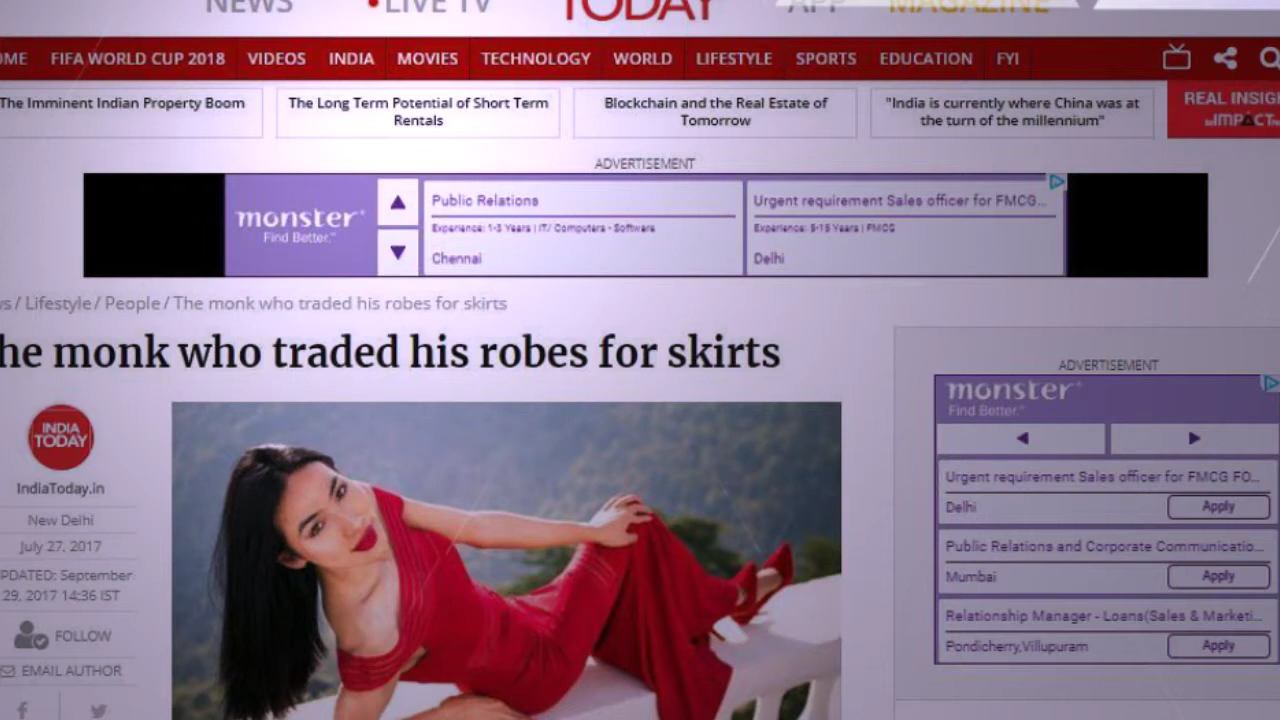 NEWS
LIVE TV
TODAY
APP
MAGAZINE
OME
FIFA WORLD CUP 2018
VIDEOS
INDIA
MOVIES
TECHNOLOGY
WORLD
LIFESTYLE
SPORTS
EDUCATION
FYI
The Imminent Indian Property Boom
The Long Term Potential of Short Term
Rentals
Blockchain and the Real Estate of
Tomorrow
"India is currently where China was at
the turn of the millennium"
REAL INSIG
IMPACT
ADVERTISEMENT
monster
Find Better.™
Public Relations
Experience: 1-3 Years | IT/ Computers - Software
Chennai
Urgent requirement Sales officer for FMCG...
Experience: 5-15 Years | FMCG
Delhi
s / Lifestyle / People / The monk who traded his robes for skirts
he monk who traded his robes for skirts
INDIA
TODAY
IndiaToday.in
New Delhi
July 27, 2017
PDATED: September
29, 2017 14:36 IST
FOLLOW
EMAIL AUTHOR
ADVERTISEMENT
monster
Find Better.™
Urgent requirement Sales officer for FMCG FO...
Delhi
Apply
Public Relations and Corporate Communicatio...
Mumbai
Apply
Relationship Manager - Loans(Sales & Marketi...
Pondicherry,Villupuram
Apply